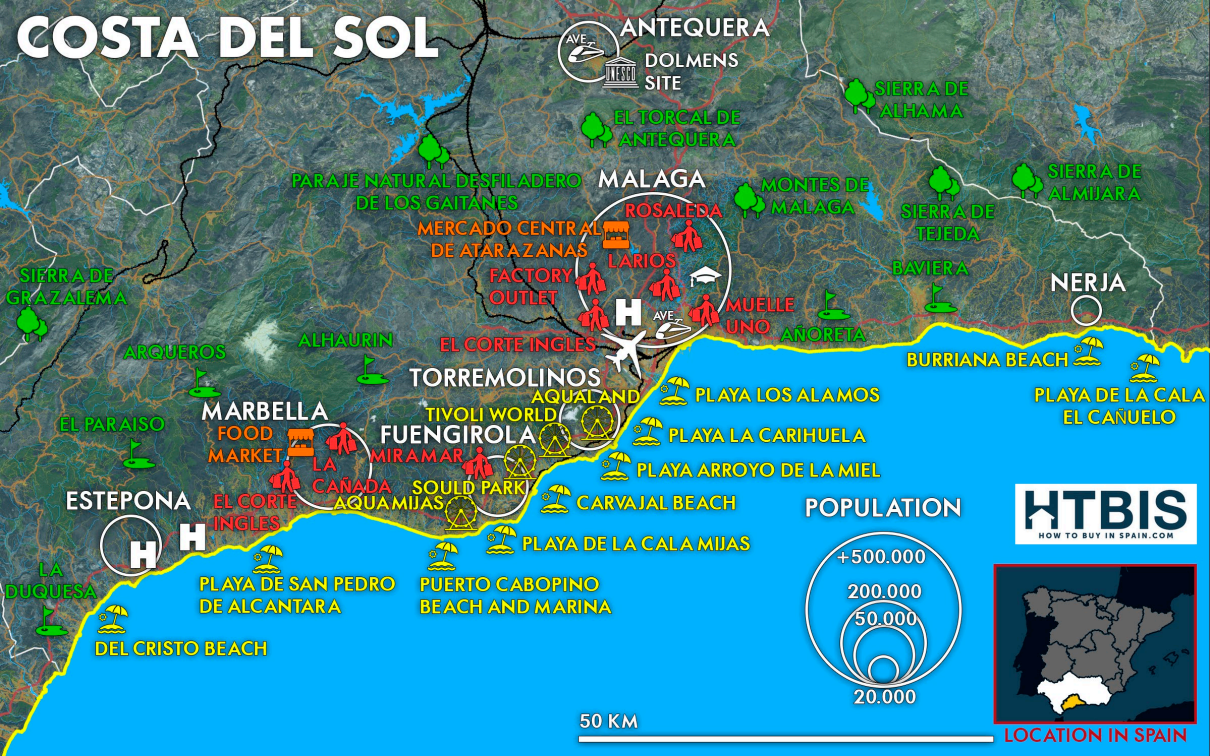 COSTA DEL SOL
AVE
ANTEQUERA
UNESCO
DOLMENS
SITE
SIERRA DE
ALHAMA
EL TORCAL DE
ANTEQUERA
PARAJE NATURAL DESFILADERO
DE LOS GAITANES
MALAGA
MONTES DE
MALAGA
SIERRA DE
TEJEDA
SIERRA DE
ALMIJARA
ROSALEDA
MERCADO CENTRAL
DE ATARAZANAS
LARIOS
FACTORY
OUTLET
MUELLE
UNO
H
AVE
EL CORTE INGLES
BAVIERA
AÑORETA
NERJA
SIERRA DE
GRAZALEMA
ARQUEROS
ALHAURIN
BURRIANA BEACH
PLAYA DE LA CALA
EL CAÑUELO
TORREMOLINOS
AQUALAND
TIVOLI WORLD
PLAYA LOS ALAMOS
MARBELLA
FOOD
MARKET
EL PARAISO
FUENGIROLA
MIRAMAR
PLAYA LA CARIHUELA
LA
CAÑADA
PLAYA ARROYO DE LA MIEL
SOULD PARK
AQUAMIJAS
CARVAJAL BEACH
ESTEPONA
EL CORTE
INGLES
H
H
PLAYA DE LA CALA MIJAS
LA
DUQUESA
PLAYA DE SAN PEDRO
DE ALCANTARA
PUERTO CABOPINO
BEACH AND MARINA
DEL CRISTO BEACH
POPULATION
+500.000
200.000
50.000
20.000
HTBIS
HOW TO BUY IN SPAIN.COM
50 KM
LOCATION IN SPAIN